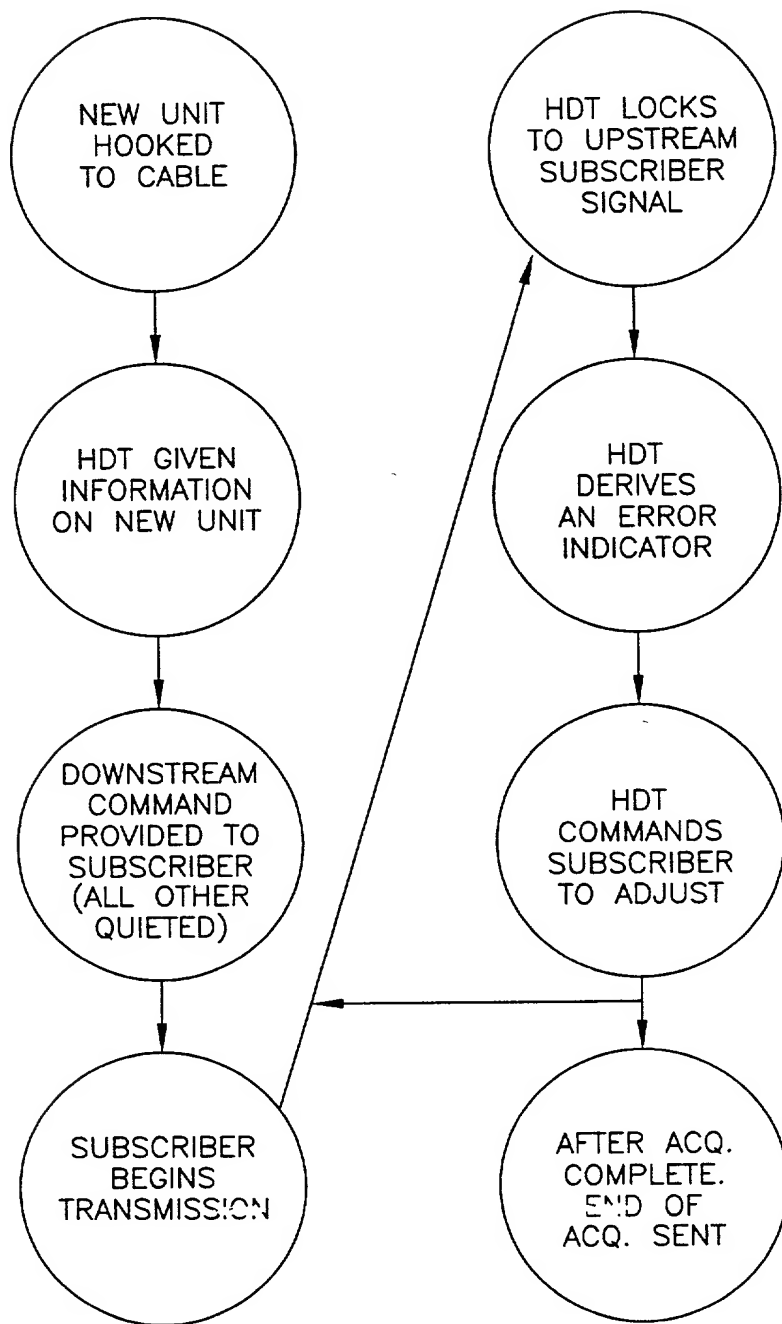 NEW UNIT
HOOKED
TO CABLE
HDT GIVEN
INFORMATION
ON NEW UNIT
DOWNSTREAM
COMMAND
PROVIDED TO
SUBSCRIBER
(ALL OTHER
QUIETED)
SUBSCRIBER
BEGINS
TRANSMISSION
HDT LOCKS
TO UPSTREAM
SUBSCRIBER
SIGNAL
HDT
DERIVES
AN ERROR
INDICATOR
HDT
COMMANDS
SUBSCRIBER
TO ADJUST
AFTER ACQ.
COMPLETE.
END OF
ACQ. SENT